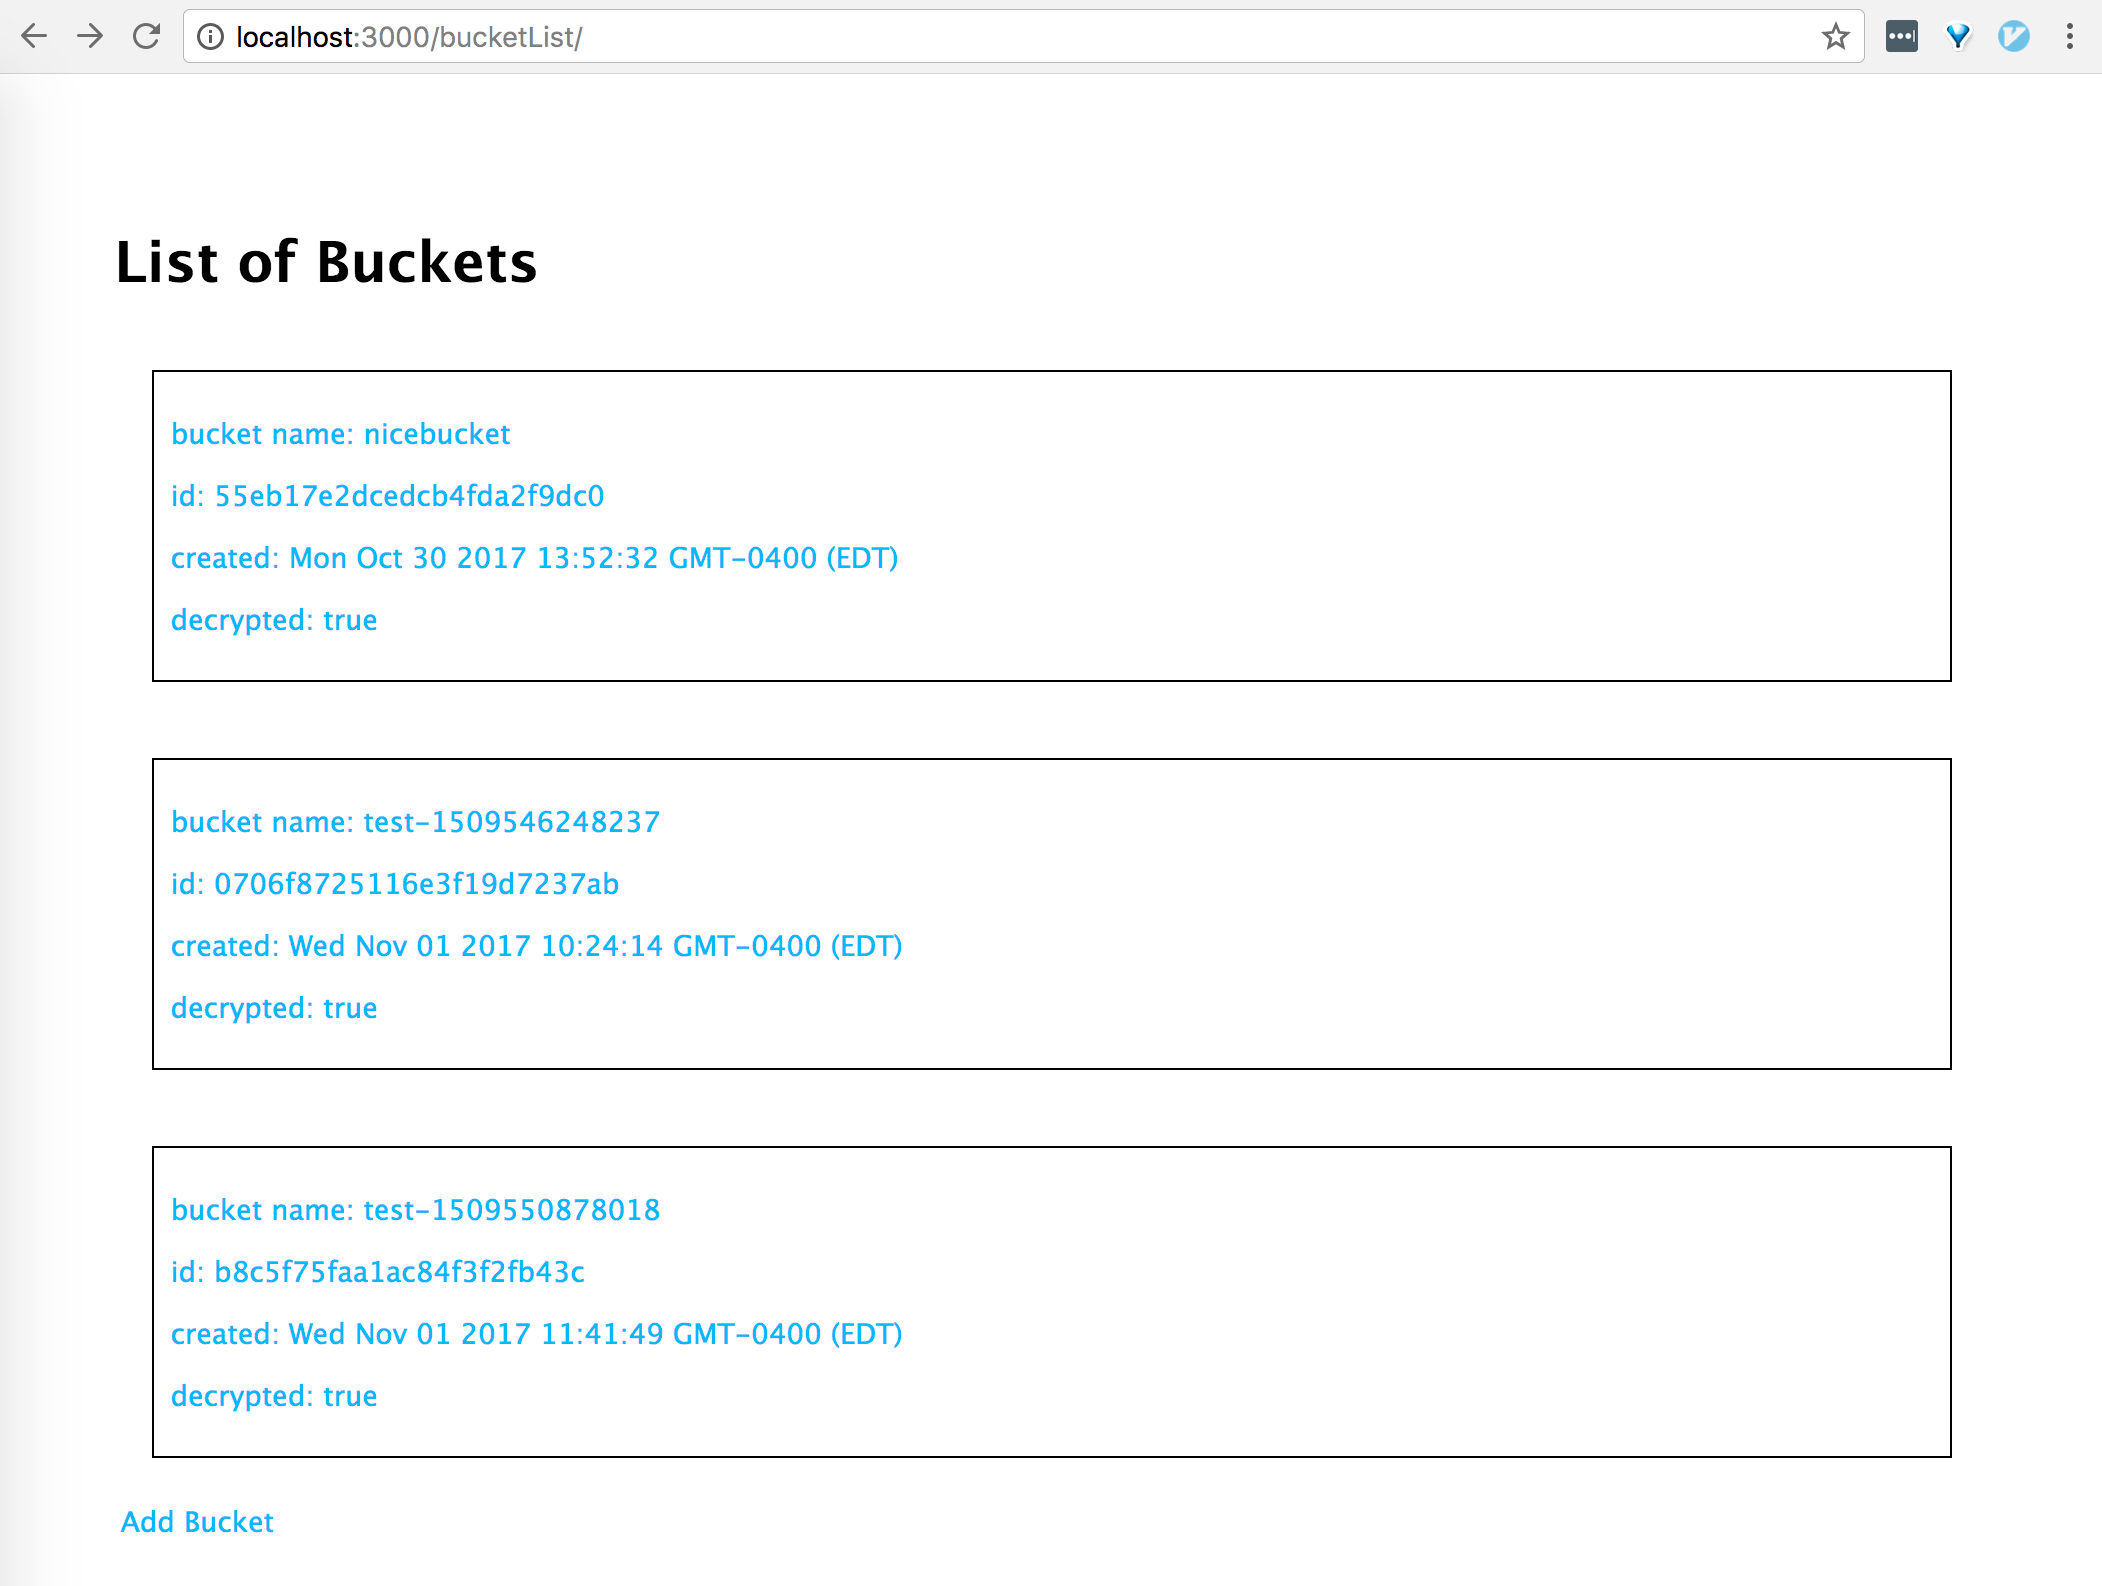 localhost:3000/bucketList/
List of Buckets
bucket name: nicebucket
id: 55eb17e2dcedcb4fda2f9dc0
created: Mon Oct 30 2017 13:52:32 GMT-0400 (EDT)
decrypted: true
bucket name: test-1509546248237
id: 0706f8725116e3f19d7237ab
created: Wed Nov 01 2017 10:24:14 GMT-0400 (EDT)
decrypted: true
bucket name: test-1509550878018
id: b8c5f75faa1ac84f3f2fb43c
created: Wed Nov 01 2017 11:41:49 GMT-0400 (EDT)
decrypted: true
Add Bucket